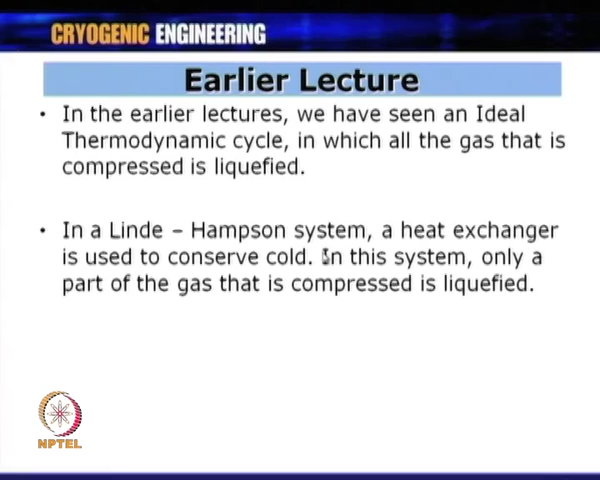 CRYOGENIC ENGINEERING
Earlier Lecture
• In the earlier lectures, we have seen an Ideal
Thermodynamic cycle, in which all the gas that is
compressed is liquefied.
• In a Linde – Hampson system, a heat exchanger
is used to conserve cold. In this system, only a
part of the gas that is compressed is liquefied.
NPTEL